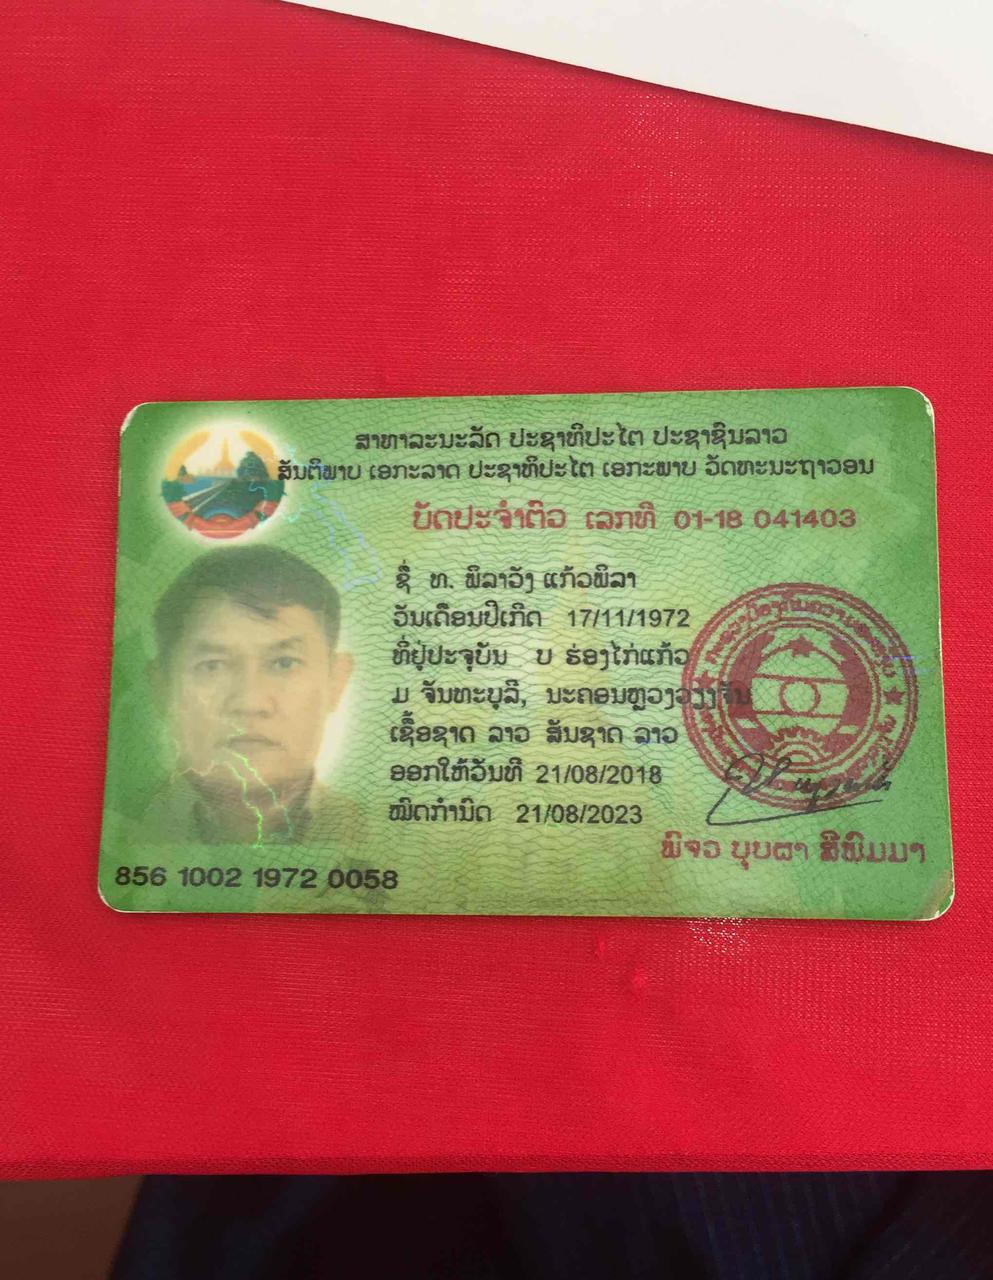 ສາທາລະນະລັດ ປະຊາທິປະໄຕ ປະຊາຊົນລາວ
ສັນຕິພາບ ເອກະລາດ ປະຊາທິປະໄຕ ເອກະພາບ ວັດທະນະຖາວອນ
ບັດປະຈຳຕົວ ເລກທີ 01-18 041403
ຊື່ ທ. ພິລາວັງ ແກ້ວພິລາ
ວັນເດືອນປີເກີດ 17/11/1972
ທີ່ຢູ່ປະຈຸບັນ ບ ຮ່ອງໄກ່ແກ້ວ
ມ ຈັນທະບູລີ, ນະຄອນຫຼວງວຽງຈັນ
ເຊື້ອຊາດ ລາວ ສັນຊາດ ລາວ
ອອກໃຫ້ວັນທີ 21/08/2018
ໝົດກຳນົດ 21/08/2023
ພົຈວ ບຸບຜາ ສີພິມມາ
856 1002 1972 0058